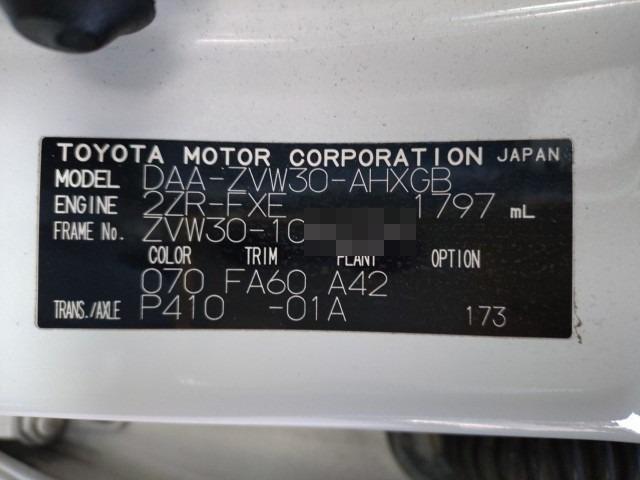 TOYOTA MOTOR CORPORATION JAPAN
MODEL DAA-ZVW30-AHXGB
ENGINE 2ZR-FXE 1797 mL
FRAME No. ZVW30-10
COLOR TRIM PLANT OPTION
070 FA60 A42
TRANS./AXLE P410 -01A 173